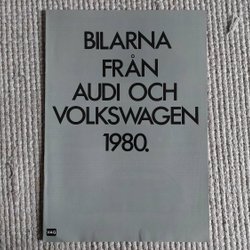 BILARNA
FRÅN
AUDI OCH
VOLKSWAGEN
1980.